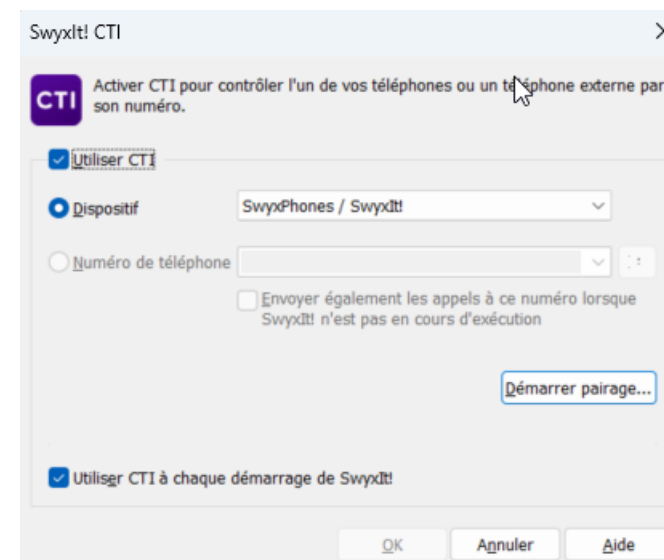 SwyxIt! CTI
CTI
Activer CTI pour contrôler l'un de vos téléphones ou un téléphone externe par
son numéro.
Utiliser CTI
Dispositif
SwyxPhones / SwyxIt!
Numéro de téléphone
Envoyer également les appels à ce numéro lorsque
SwyxIt! n'est pas en cours d'exécution
Démarrer pairage...
Utiliser CTI à chaque démarrage de SwyxIt!
OK
Annuler
Aide